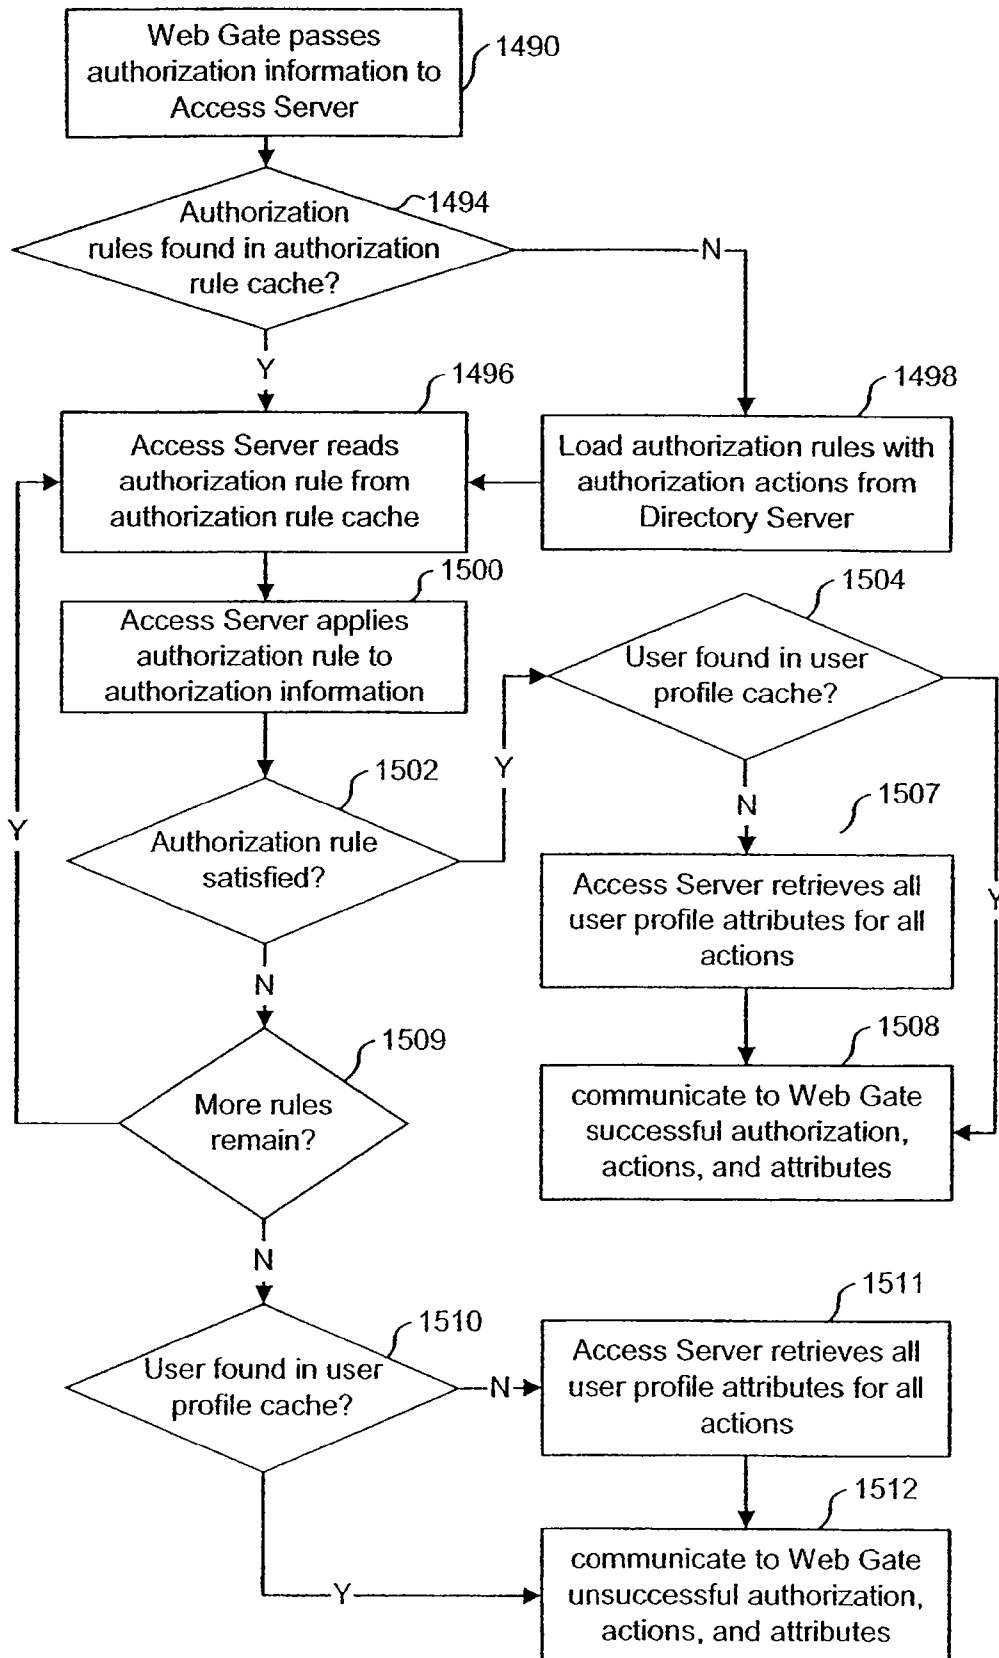 Web Gate passes
authorization information to
Access Server
1490
Authorization
rules found in authorization
rule cache?
1494
N
Y
Access Server reads
authorization rule from
authorization rule cache
1496
Load authorization rules with
authorization actions from
Directory Server
1498
Access Server applies
authorization rule to
authorization information
1500
User found in user
profile cache?
1504
Authorization rule
satisfied?
1502
Y
Y
N
Y
Access Server retrieves all
user profile attributes for all
actions
1507
N
More rules
remain?
1509
communicate to Web Gate
successful authorization,
actions, and attributes
1508
N
User found in user
profile cache?
1510
N
Access Server retrieves all
user profile attributes for all
actions
1511
Y
communicate to Web Gate
unsuccessful authorization,
actions, and attributes
1512